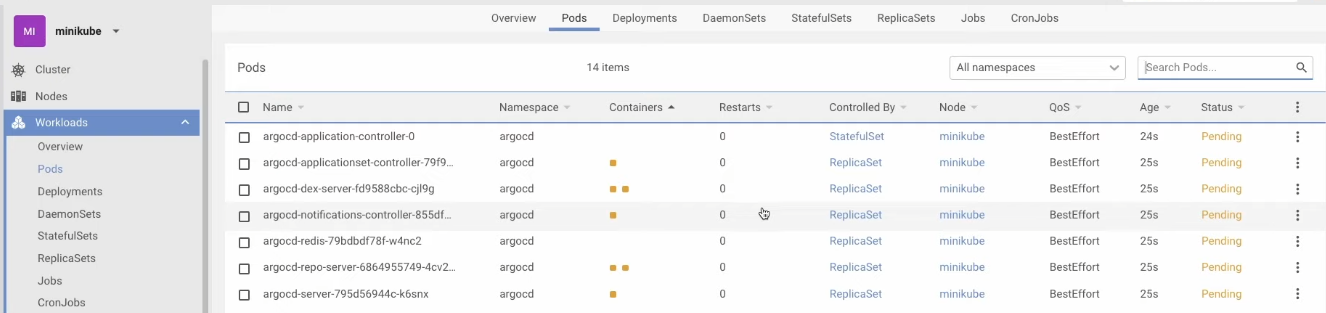 Overview Pods Deployments DaemonSets StatefulSets ReplicaSets Jobs CronJobs
MI minikube
Cluster
Nodes
Workloads
Overview
Pods
Deployments
DaemonSets
StatefulSets
ReplicaSets
Jobs
CronJobs
Pods 14 items All namespaces Search Pods...
Name Namespace Containers Restarts Controlled By Node QoS Age Status
argocd-application-controller-0 argocd 0 StatefulSet minikube BestEffort 24s Pending
argocd-applicationset-controller-79f9... argocd 0 ReplicaSet minikube BestEffort 25s Pending
argocd-dex-server-fd9588cbc-cjl9g argocd 0 ReplicaSet minikube BestEffort 25s Pending
argocd-notifications-controller-855df... argocd 0 ReplicaSet minikube BestEffort 25s Pending
argocd-redis-79bdbdf78f-w4nc2 argocd 0 ReplicaSet minikube BestEffort 25s Pending
argocd-repo-server-6864955749-4cv2... argocd 0 ReplicaSet minikube BestEffort 25s Pending
argocd-server-795d56944c-k6snx argocd 0 ReplicaSet minikube BestEffort 25s Pending